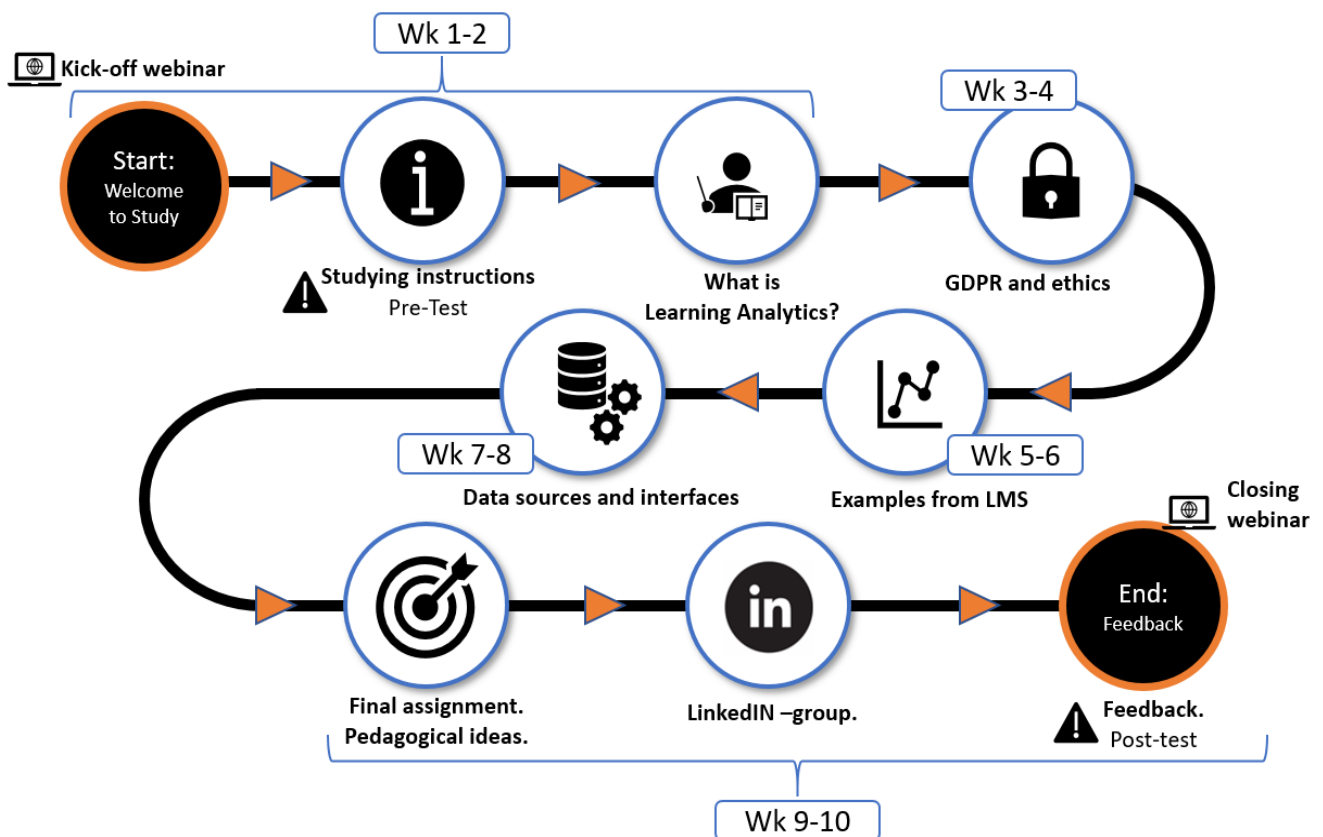 Wk 1-2
Kick-off webinar
Wk 3-4
Start:
Welcome
to Study
i
Studying instructions
Pre-Test
What is
Learning Analytics?
GDPR and ethics
Wk 7-8
Wk 5-6
Data sources and interfaces
Examples from LMS
Closing
webinar
in
End:
Feedback
Final assignment.
Pedagogical ideas.
LinkedIN –group.
Feedback.
Post-test
Wk 9-10